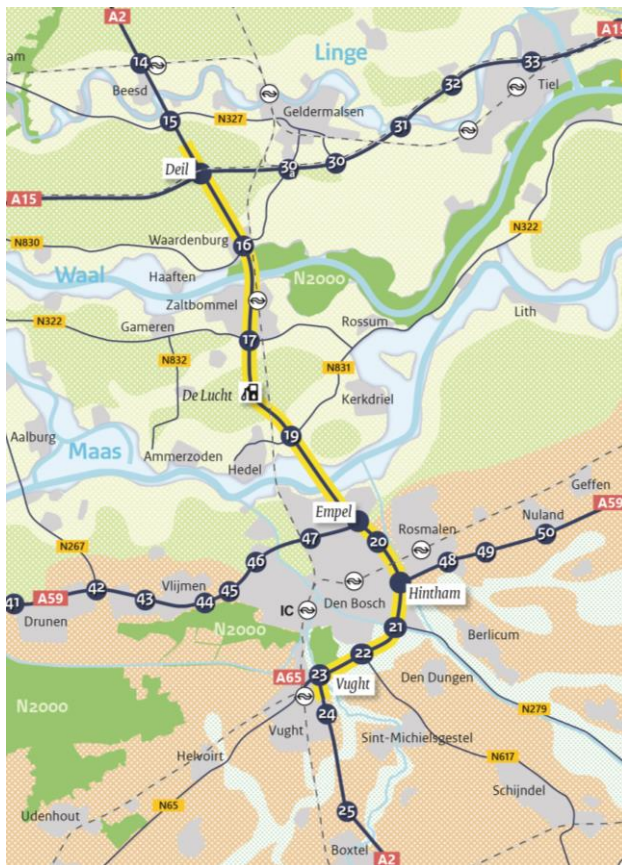 A2
A15
Linge
33
14
32
Tiel
am
Beesd
Geldermalsen
15
N327
31
30
30
a
Deil
A15
N322
Waardenburg
16
N830
Haaften
N2000
Waal
Zaltbommel
Lith
N322
Gameren
Rossum
17
N832
N831
De Lucht
Kerkdriel
19
Aalburg
Maas
Ammerzoden
Hedel
Geffen
Empel
Nuland
A59
Rosmalen
50
20
47
49
N267
46
48
Vlijmen
45
Hintham
42
41
A59
43
44
Den Bosch
IC
Drunen
N2000
21
Berlicum
22
A65
23
Vught
Den Dungen
N2000
24
N279
Vught
Sint-Michielsgestel
Helvoirt
N617
Schijndel
N65
25
Udenhout
Boxtel
A2